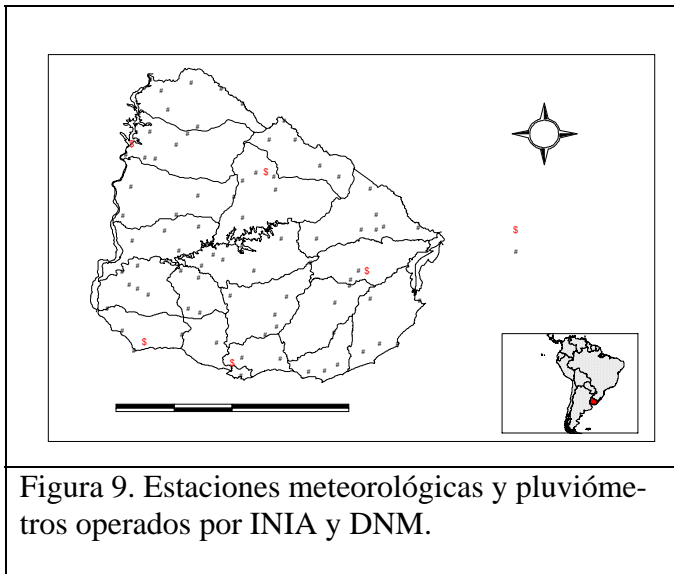 Figura 9. Estaciones meteorológicas y pluvióme-
tros operados por INIA y DNM.